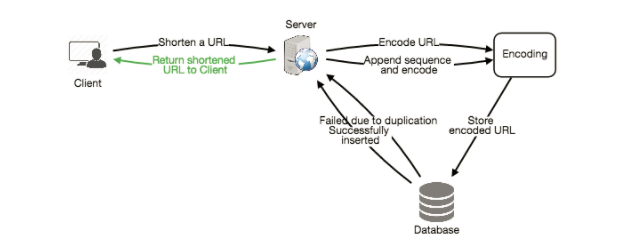 Server
Shorten a URL
Encode URL
Encoding
Return shortened
URL to Client
Append sequence
and encode
Client
Failed due to duplication
Successfully
inserted
Store
encoded URL
Database